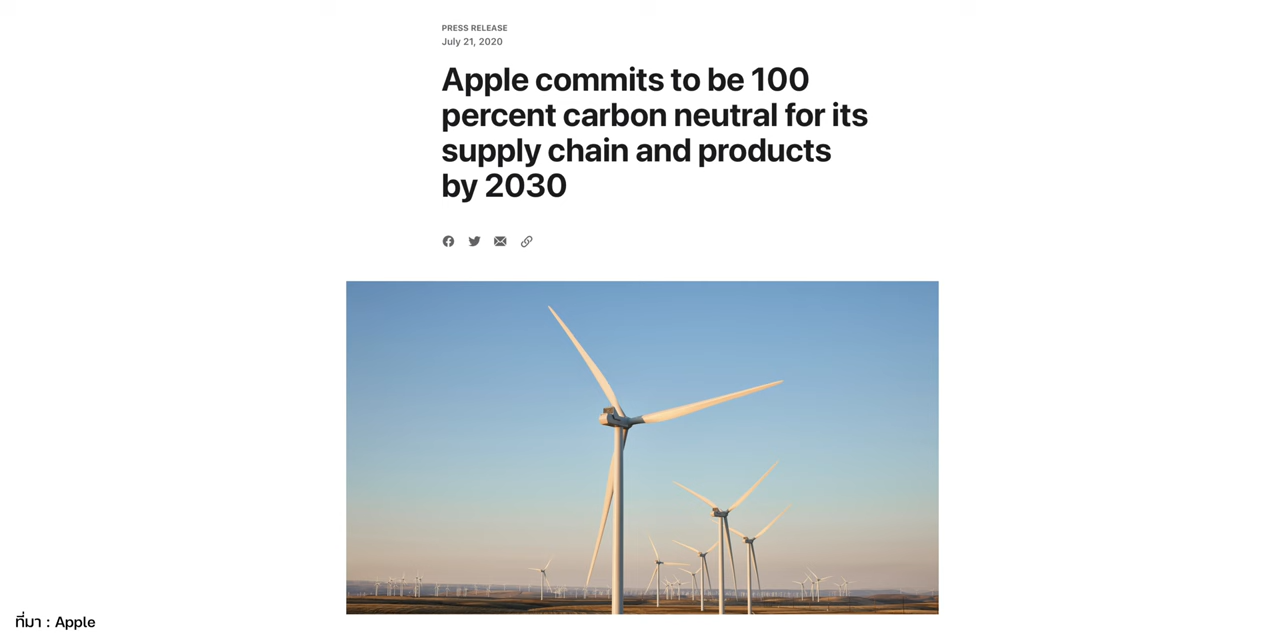 PRESS RELEASE
July 21, 2020
Apple commits to be 100
percent carbon neutral for its
supply chain and products
by 2030
ที่มา : Apple